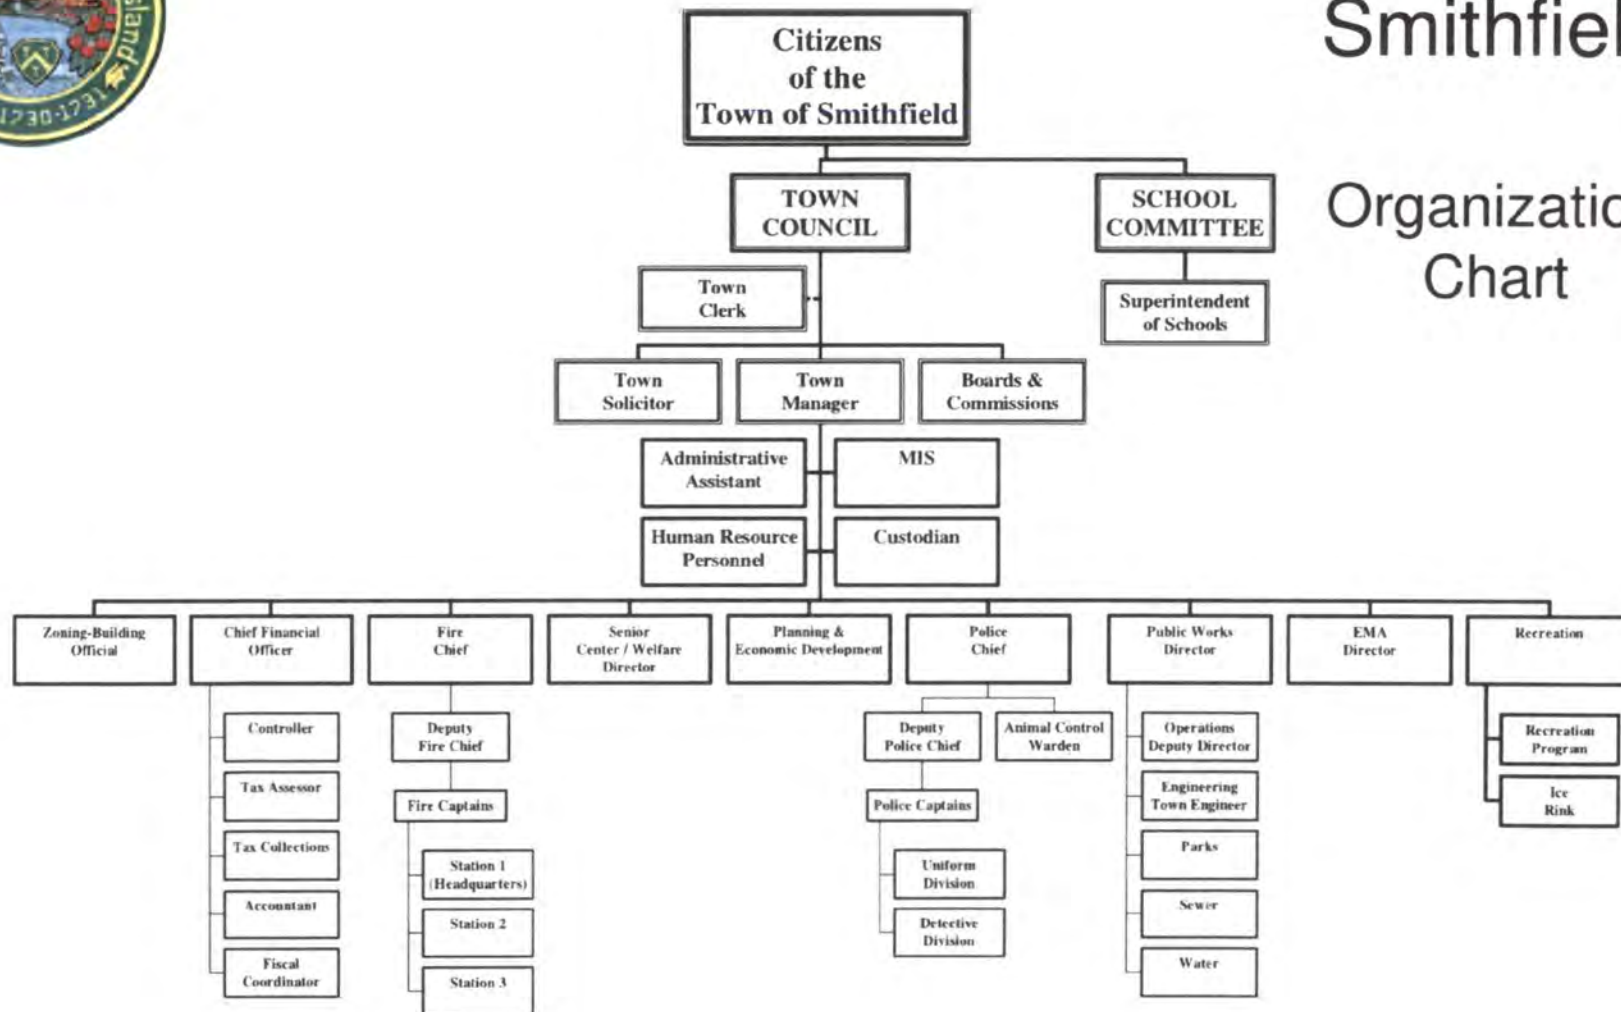 sland
1730-1731
Smithfiel
Organizatio
Chart
Citizens
of the
Town of Smithfield
TOWN
COUNCIL
SCHOOL
COMMITTEE
Town
Clerk
Superintendent
of Schools
Town
Solicitor
Town
Manager
Boards &
Commissions
Administrative
Assistant
MIS
Human Resource
Personnel
Custodian
Zoning-Building
Official
Chief Financial
Officer
Fire
Chief
Senior
Center / Welfare
Director
Planning &
Economic Development
Police
Chief
Public Works
Director
EMA
Director
Recreation
Controller
Tax Assessor
Tax Collections
Accountant
Fiscal
Coordinator
Deputy
Fire Chief
Fire Captains
Station 1
(Headquarters)
Station 2
Station 3
Deputy
Police Chief
Animal Control
Warden
Police Captains
Uniform
Division
Detective
Division
Operations
Deputy Director
Engineering
Town Engineer
Parks
Sewer
Water
Recreation
Program
Ice
Rink